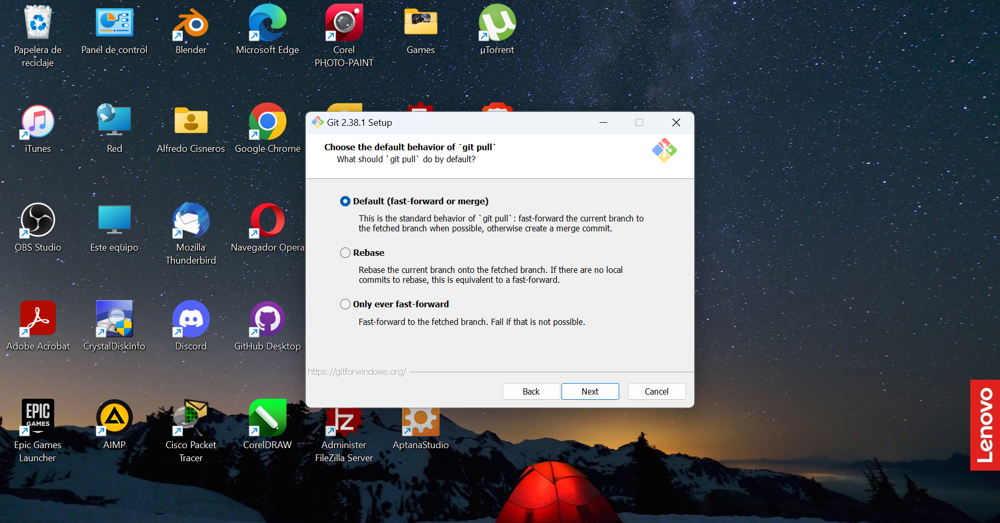 Papelera de
reciclaje
Panel de control
Blender
Microsoft Edge
Corel
PHOTO-PAINT
Games
µTorrent
iTunes
Red
Alfredo Cisneros
Google Chrome
OBS Studio
Este equipo
Mozilla
Thunderbird
Navegador Opera
Adobe Acrobat
CrystalDiskInfo
Discord
GitHub Desktop
EPIC
GAMES
Epic Games
Launcher
AIMP
Cisco Packet
Tracer
CorelDRAW
Fz
Administer
FileZilla Server
AptanaStudio
Git 2.38.1 Setup
Choose the default behavior of `git pull`
What should `git pull` do by default?
Default (fast-forward or merge)
This is the standard behavior of `git pull`: fast-forward the current branch to
the fetched branch when possible, otherwise create a merge commit.
Rebase
Rebase the current branch onto the fetched branch. If there are no local
commits to rebase, this is equivalent to a fast-forward.
Only ever fast-forward
Fast-forward to the fetched branch. Fail if that is not possible.
https://gitforwindows.org/
Back
Next
Cancel
Lenovo